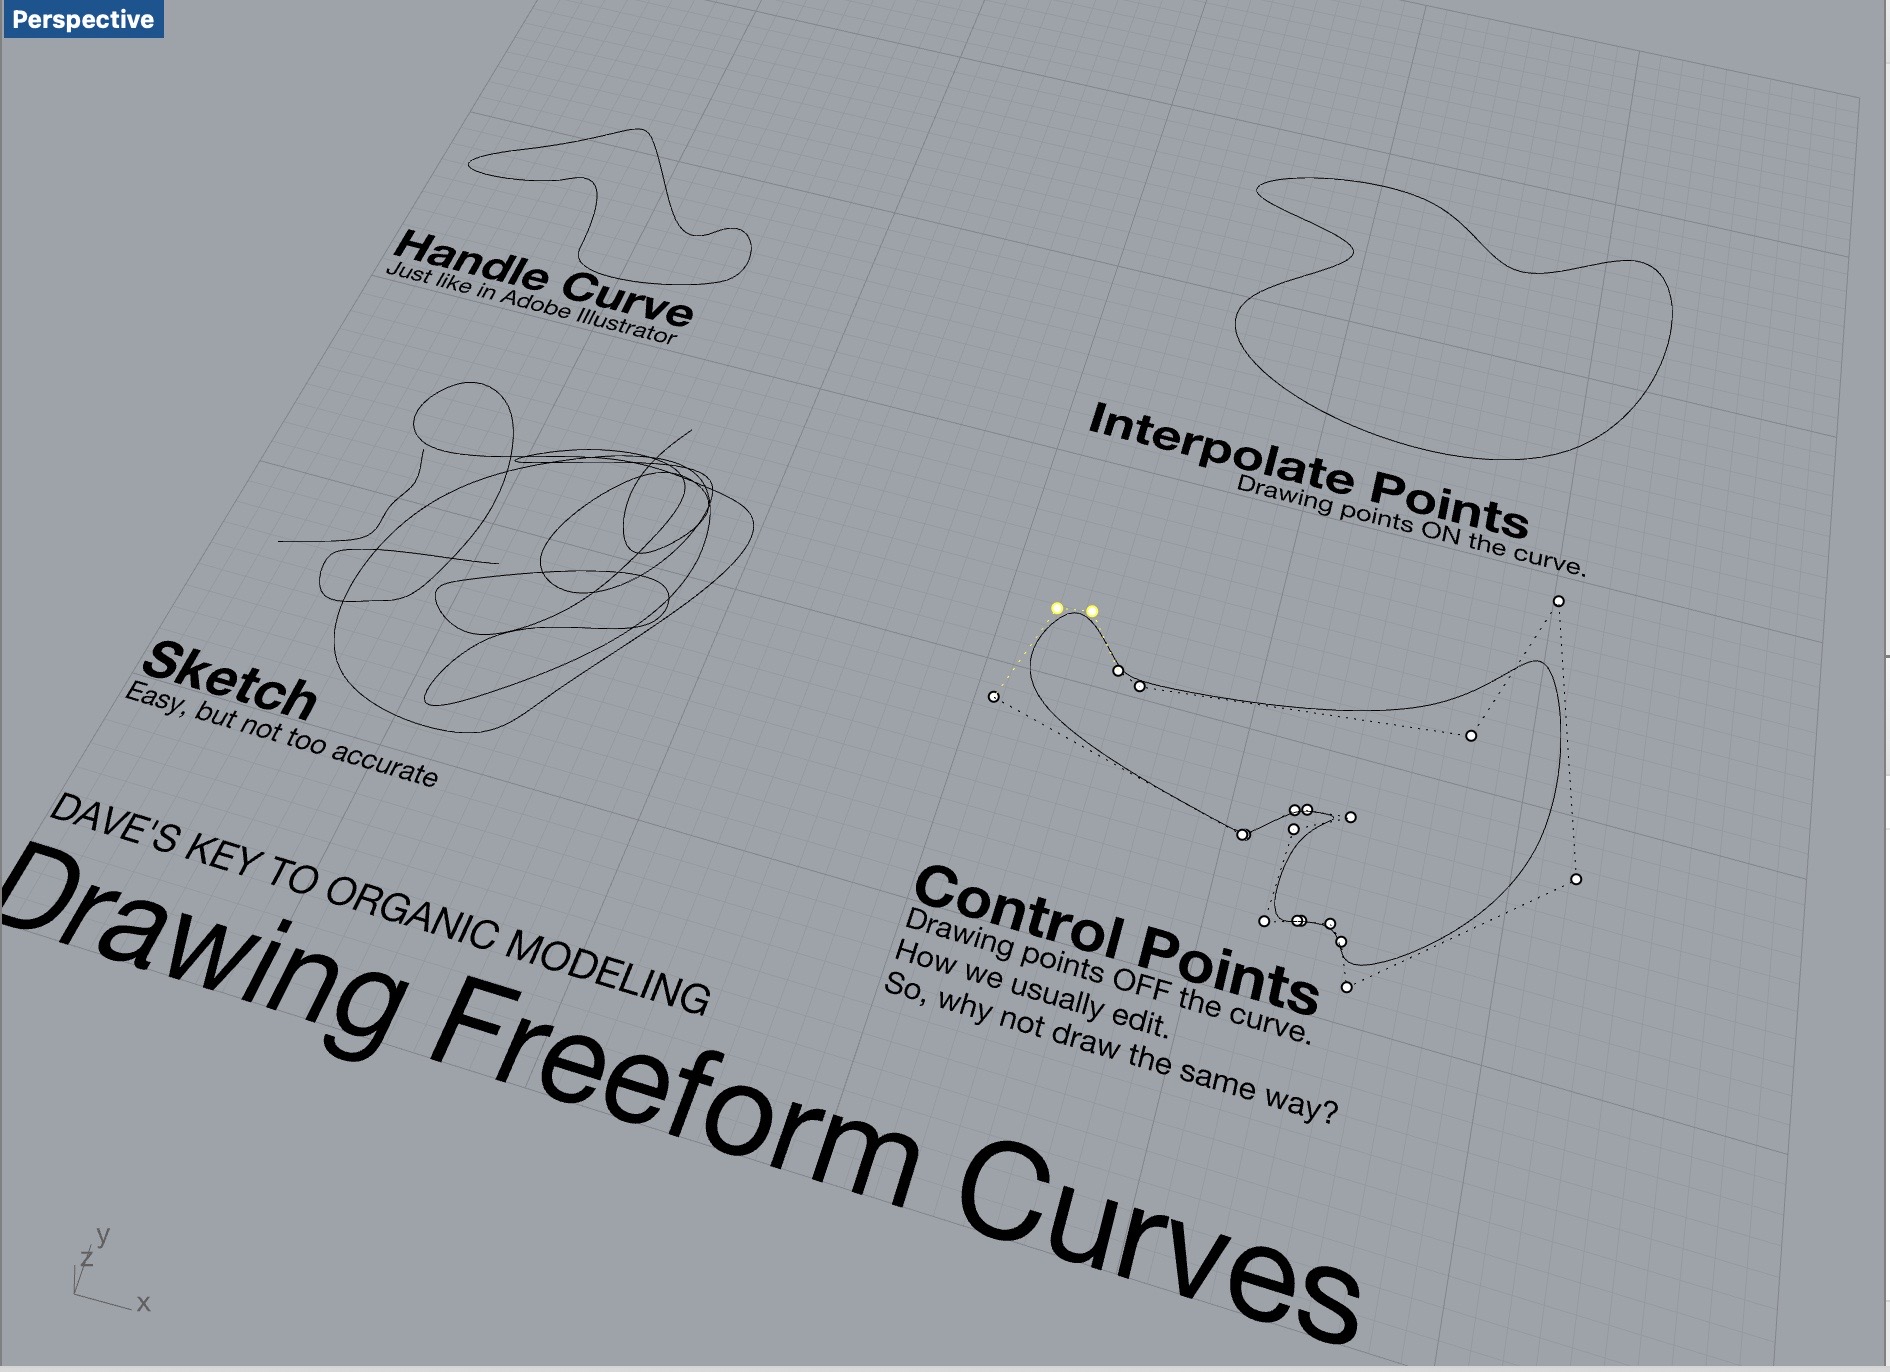 Perspective
Handle Curve
Just like in Adobe Illustrator
Interpolate Points
Drawing points ON the curve.
Sketch
Easy, but not too accurate
Control Points
Drawing points OFF the curve.
How we usually edit.
So, why not draw the same way?
DAVE'S KEY TO ORGANIC MODELING
Drawing Freeform Curves
y
z
x